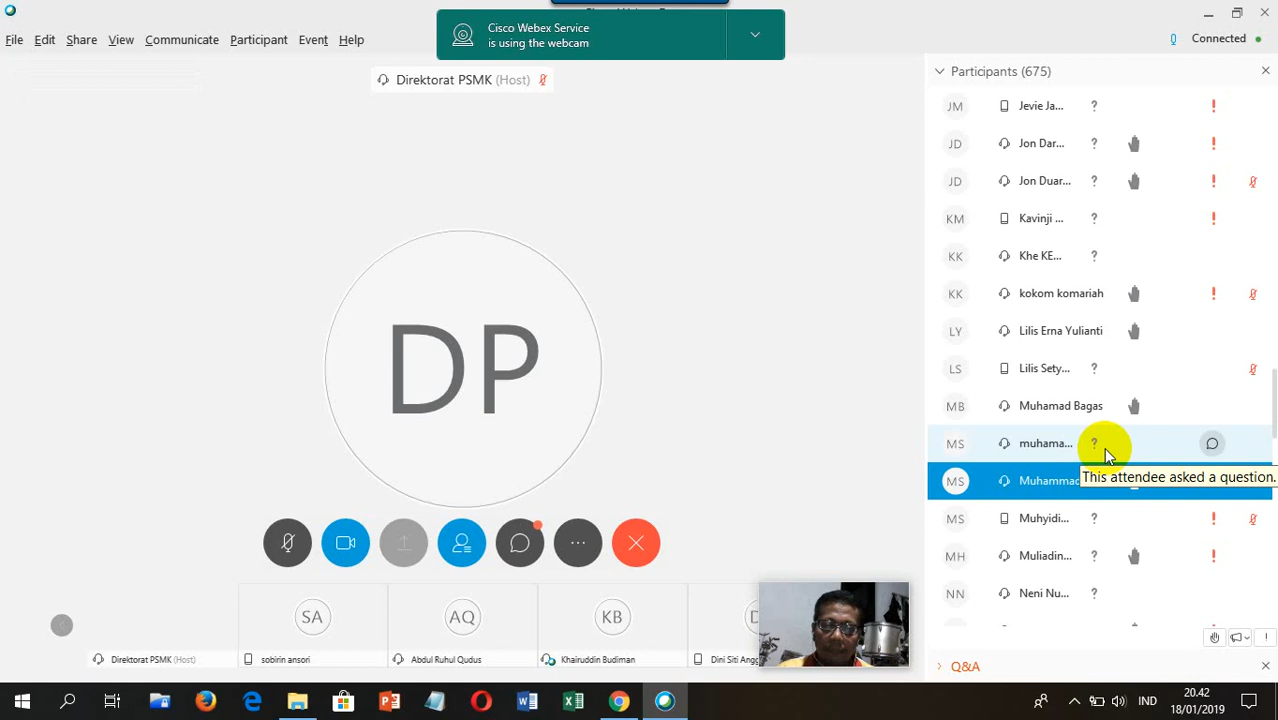 Cisco Webex Service
is using the webcam
File Edit Share View Communicate Participant Event Help
Connected
Direktorat PSMK (Host)
DP
Participants (675)
JM Jevie Ja... ? !
JD Jon Dar... ? !
JD Jon Duar... ? !
KM Kavinji ... ? !
KK Khe KE... ?
KK kokom komariah !
LY Lilis Erna Yulianti
LS Lilis Sety... ?
MB Muhamad Bagas
MS muhama... ?
This attendee asked a question.
MS Muhammad
MS Muhyidi... ? !
MH Muliadin... ? !
NN Neni Nu... ?
Q&A
SA
AQ
KB
Direktorat PSMK (Host)
sobirin ansori
Abdul Ruhul Qudus
Khairuddin Budiman
Dini Siti Angg
IND
20.42
18/01/2019